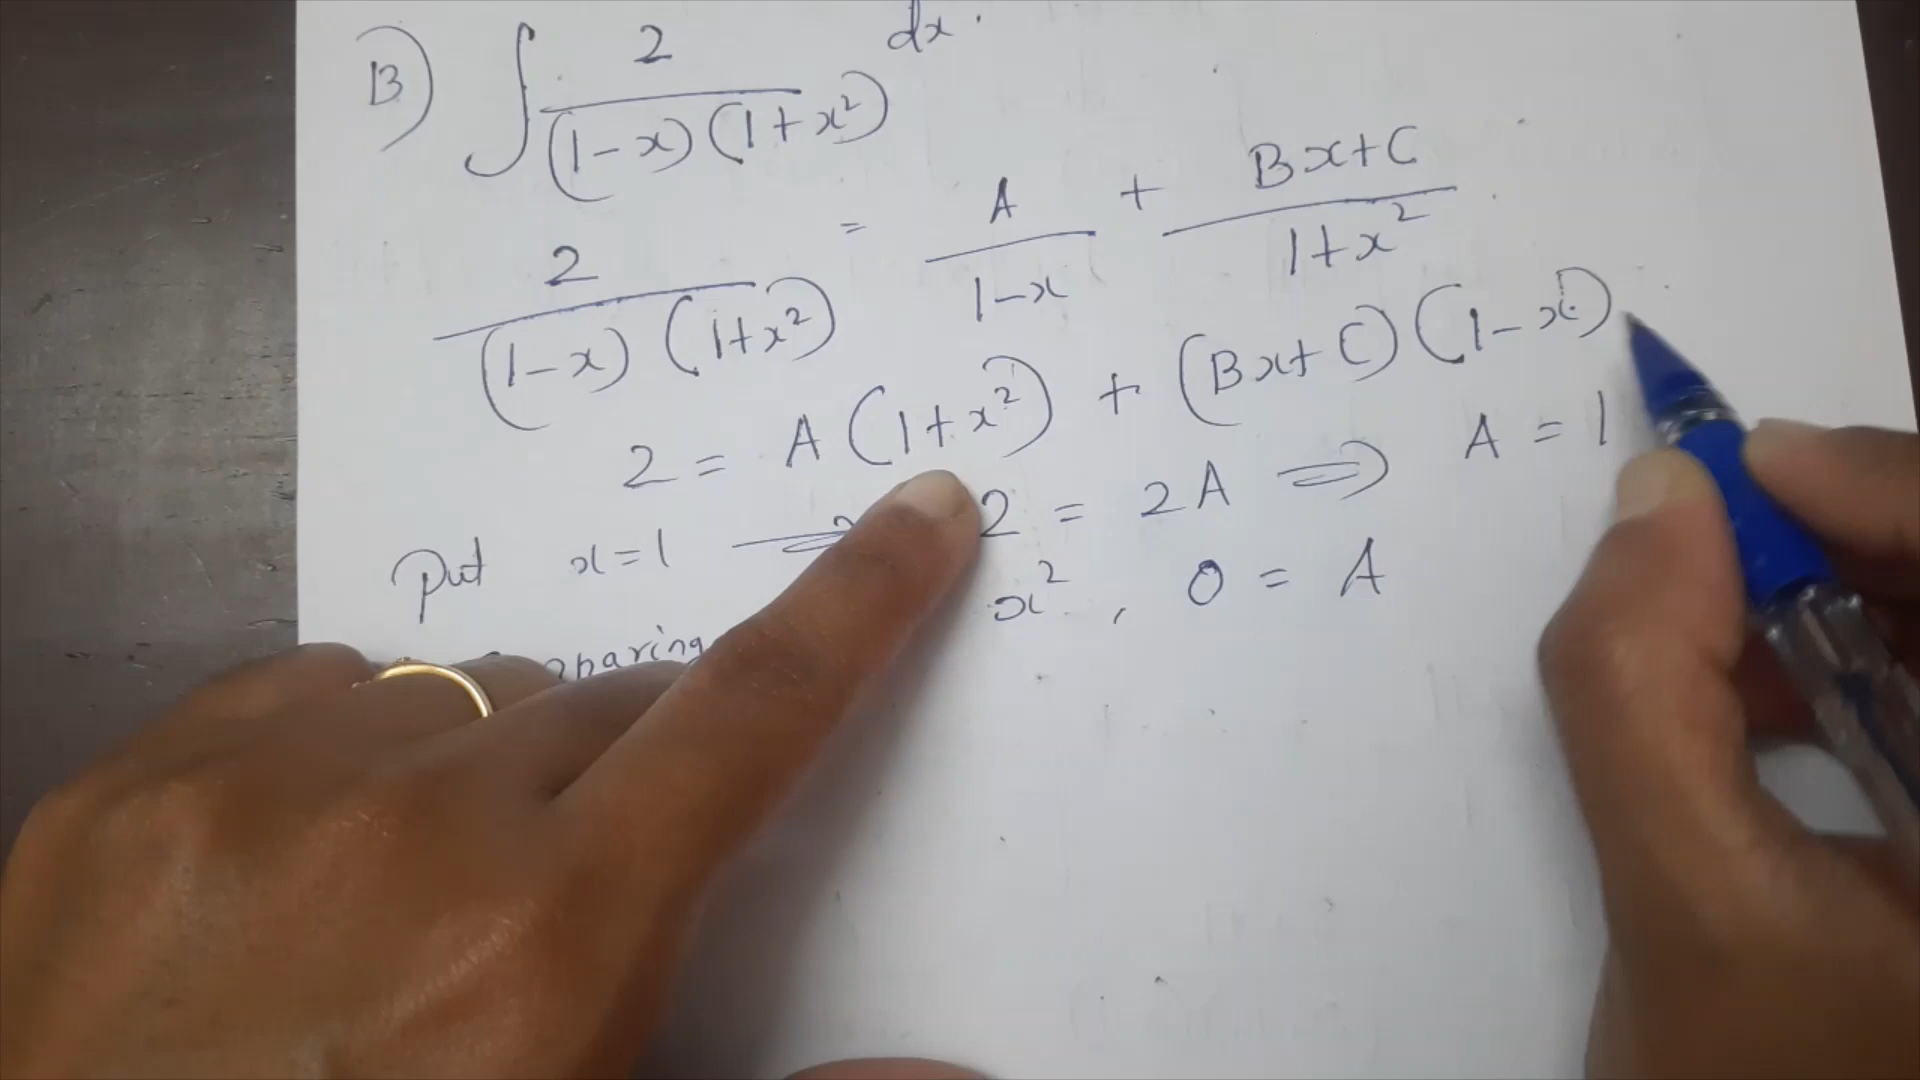 13) ∫ 2 / (1-x)(1+x²) dx.
2 / (1-x)(1+x²) = A / 1-x + Bx+C / 1+x²
2 = A(1+x²) + (Bx+C)(1-x)
Put x=1 2 = 2A ⇒ A = 1
x², 0 = A